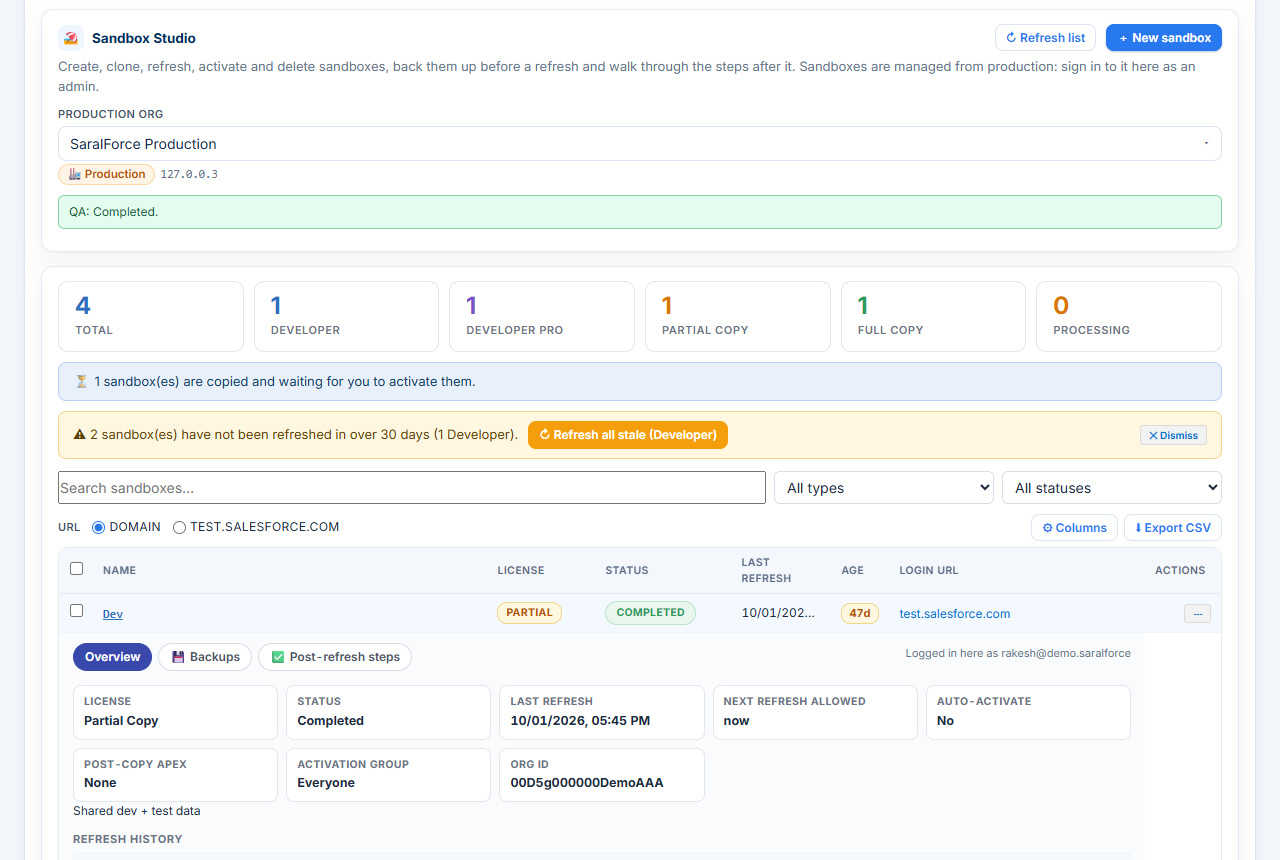 Sandbox Studio
↻ Refresh list
+ New sandbox
Create, clone, refresh, activate and delete sandboxes, back them up before a refresh and walk through the steps after it. Sandboxes are managed from production: sign in to it here as an
admin.
PRODUCTION ORG
SaralForce Production
Production 127.0.0.3
QA: Completed.
4
TOTAL
1
DEVELOPER
1
DEVELOPER PRO
1
PARTIAL COPY
1
FULL COPY
0
PROCESSING
1 sandbox(es) are copied and waiting for you to activate them.
2 sandbox(es) have not been refreshed in over 30 days (1 Developer). ↻ Refresh all stale (Developer)
✕ Dismiss
Search sandboxes...
All types
All statuses
URL DOMAIN TEST.SALESFORCE.COM
Columns
Export CSV
NAME LICENSE STATUS LAST REFRESH AGE LOGIN URL ACTIONS
Dev PARTIAL COMPLETED 10/01/202... 47d test.salesforce.com ...
Overview Backups Post-refresh steps
Logged in here as rakesh@demo.saralforce
LICENSE
Partial Copy
STATUS
Completed
LAST REFRESH
10/01/2026, 05:45 PM
NEXT REFRESH ALLOWED
now
AUTO-ACTIVATE
No
POST-COPY APEX
None
ACTIVATION GROUP
Everyone
ORG ID
00D5g000000DemoAAA
Shared dev + test data
REFRESH HISTORY